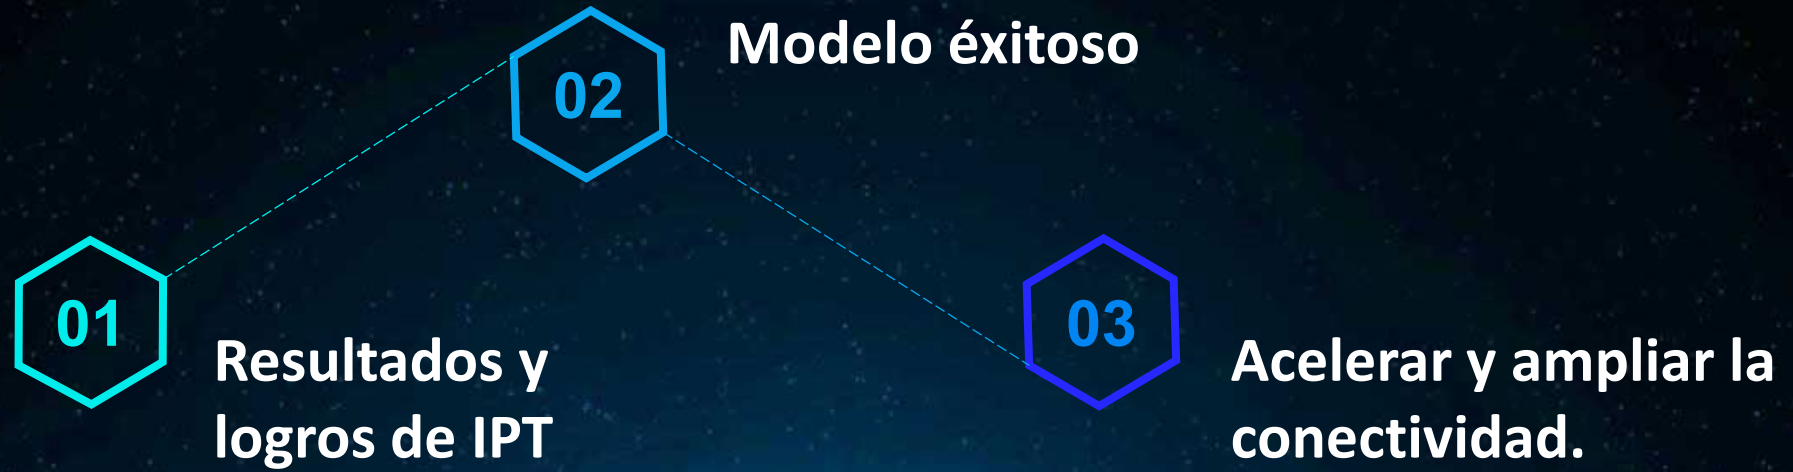 01
Resultados y
logros de IPT
02
Modelo éxitoso
03
Acelerar y ampliar la
conectividad.